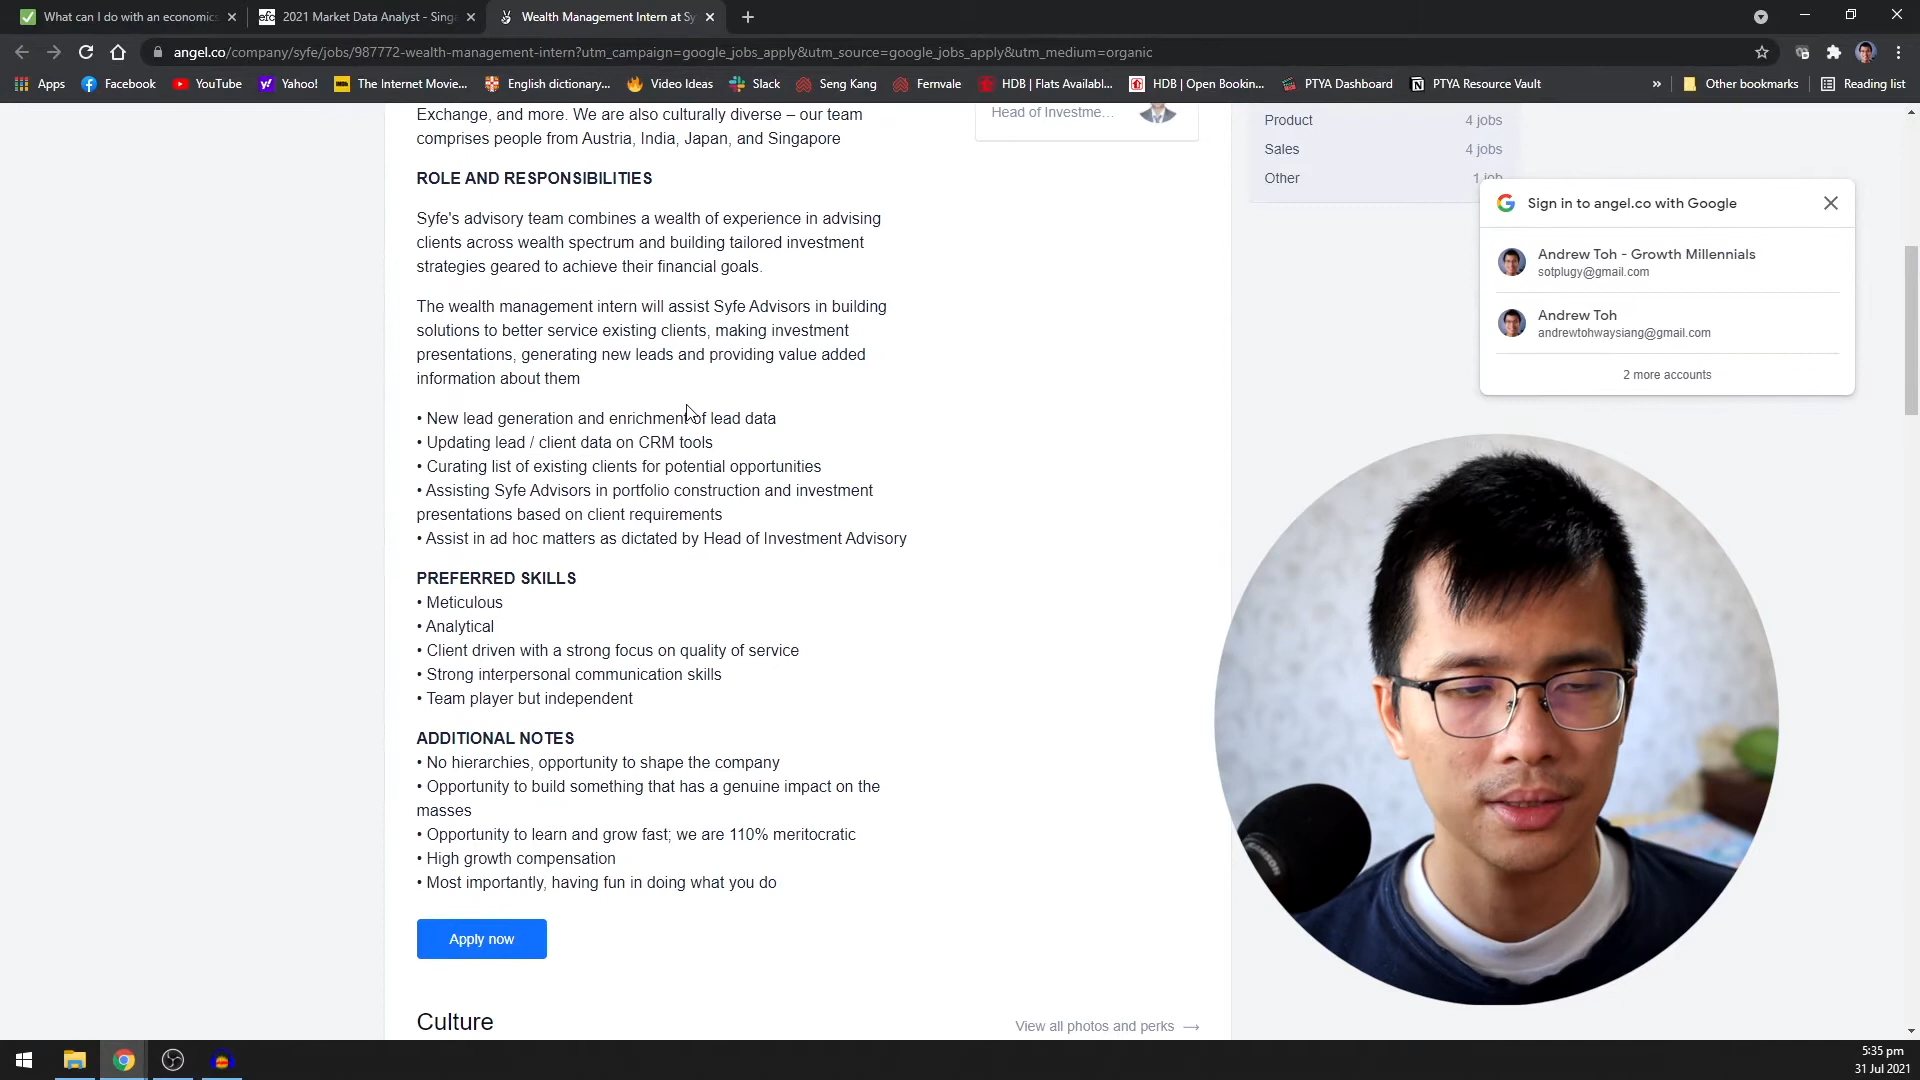 What can I do with an economics
2021 Market Data Analyst - Sing
Wealth Management Intern at Sy
angel.co/company/syfe/jobs/987772-wealth-management-intern?utm_campaign=google_jobs_apply&utm_source=google_jobs_apply&utm_medium=organic
Apps
Facebook
YouTube
Yahoo!
The Internet Movie...
English dictionary...
Video Ideas
Slack
Seng Kang
Fernvale
HDB | Flats Availabl...
HDB | Open Bookin...
PTYA Dashboard
PTYA Resource Vault
»
Other bookmarks
Reading list
Exchange, and more. We are also culturally diverse – our team
comprises people from Austria, India, Japan, and Singapore
ROLE AND RESPONSIBILITIES
Syfe's advisory team combines a wealth of experience in advising
clients across wealth spectrum and building tailored investment
strategies geared to achieve their financial goals.
The wealth management intern will assist Syfe Advisors in building
solutions to better service existing clients, making investment
presentations, generating new leads and providing value added
information about them
• New lead generation and enrichment of lead data
• Updating lead / client data on CRM tools
• Curating list of existing clients for potential opportunities
• Assisting Syfe Advisors in portfolio construction and investment
presentations based on client requirements
• Assist in ad hoc matters as dictated by Head of Investment Advisory
PREFERRED SKILLS
• Meticulous
• Analytical
• Client driven with a strong focus on quality of service
• Strong interpersonal communication skills
• Team player but independent
ADDITIONAL NOTES
• No hierarchies, opportunity to shape the company
• Opportunity to build something that has a genuine impact on the
masses
• Opportunity to learn and grow fast; we are 110% meritocratic
• High growth compensation
• Most importantly, having fun in doing what you do
Apply now
Culture
View all photos and perks →
Head of Investme...
Product 4 jobs
Sales 4 jobs
Other 1 job
Sign in to angel.co with Google
Andrew Toh - Growth Millennials
sotplugy@gmail.com
Andrew Toh
andrewtohwaysiang@gmail.com
2 more accounts
SAMSON
5:35 pm
31 Jul 2021